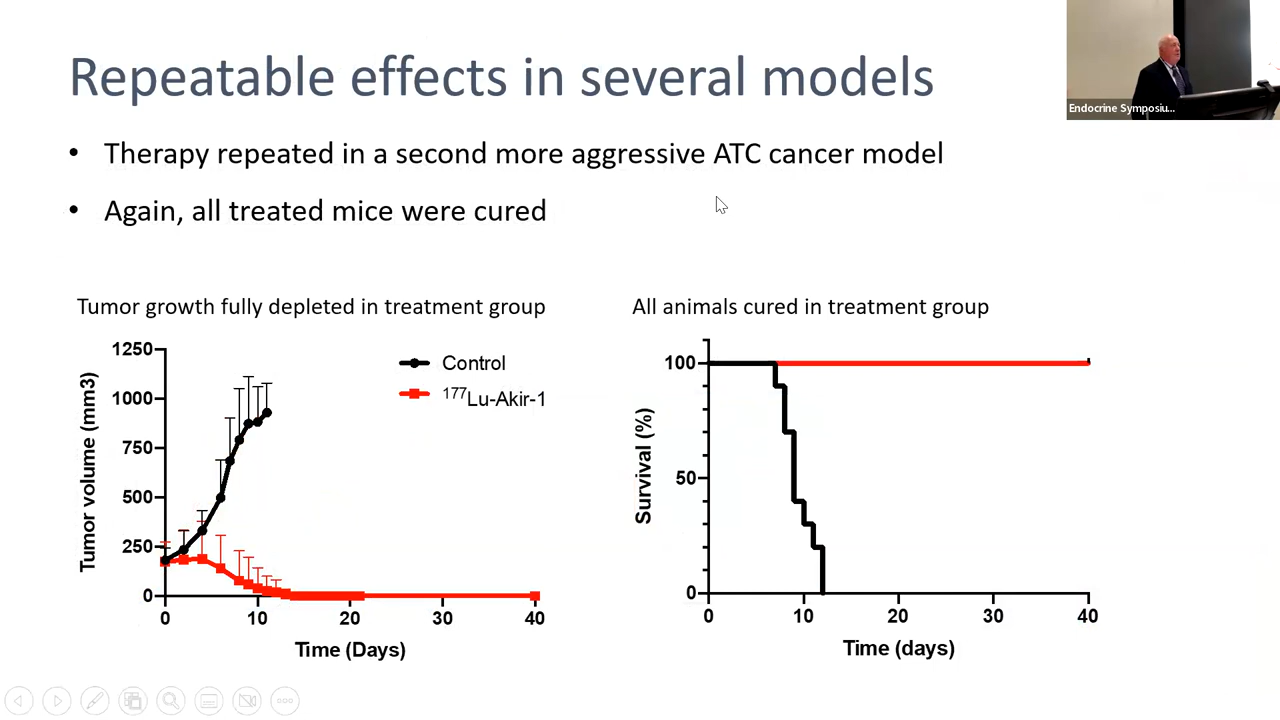 Repeatable effects in several models
Endocrine Symposiu...
• Therapy repeated in a second more aggressive ATC cancer model
• Again, all treated mice were cured
Tumor growth fully depleted in treatment group
1250
1000
750
500
250
0
Tumor volume (mm3)
Control
177Lu-Akir-1
0 10 20 30 40
Time (Days)
All animals cured in treatment group
100
50
0
Survival (%)
0 10 20 30 40
Time (days)